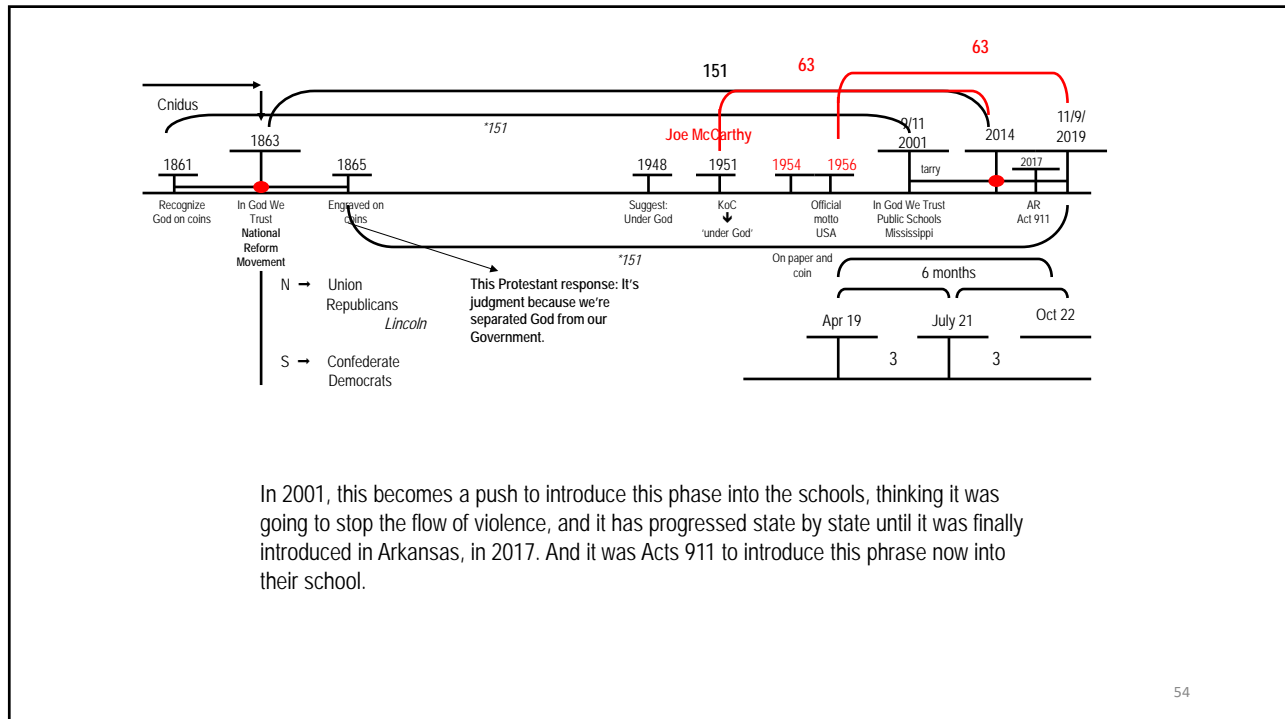 63
151
63
Cnidus
*151
Joe McCarthy
9/11
2001
11/9/
2019
1863
2014
1861
1865
1948
1951
1954
1956
tarry
2017
Recognize
God on coins
In God We
Trust
National
Reform
Movement
Engraved on
coins
Suggest:
Under God
KoC
🡻
'under God'
Official
motto
USA
In God We Trust
Public Schools
Mississippi
AR
Act 911
*151
On paper and
coin
6 months
N → Union
Republicans
Lincoln
This Protestant response: It's
judgment because we're
separated God from our
Government.
Apr 19
July 21
Oct 22
S → Confederate
Democrats
3
3
In 2001, this becomes a push to introduce this phase into the schools, thinking it was
going to stop the flow of violence, and it has progressed state by state until it was finally
introduced in Arkansas, in 2017. And it was Acts 911 to introduce this phrase now into
their school.
54